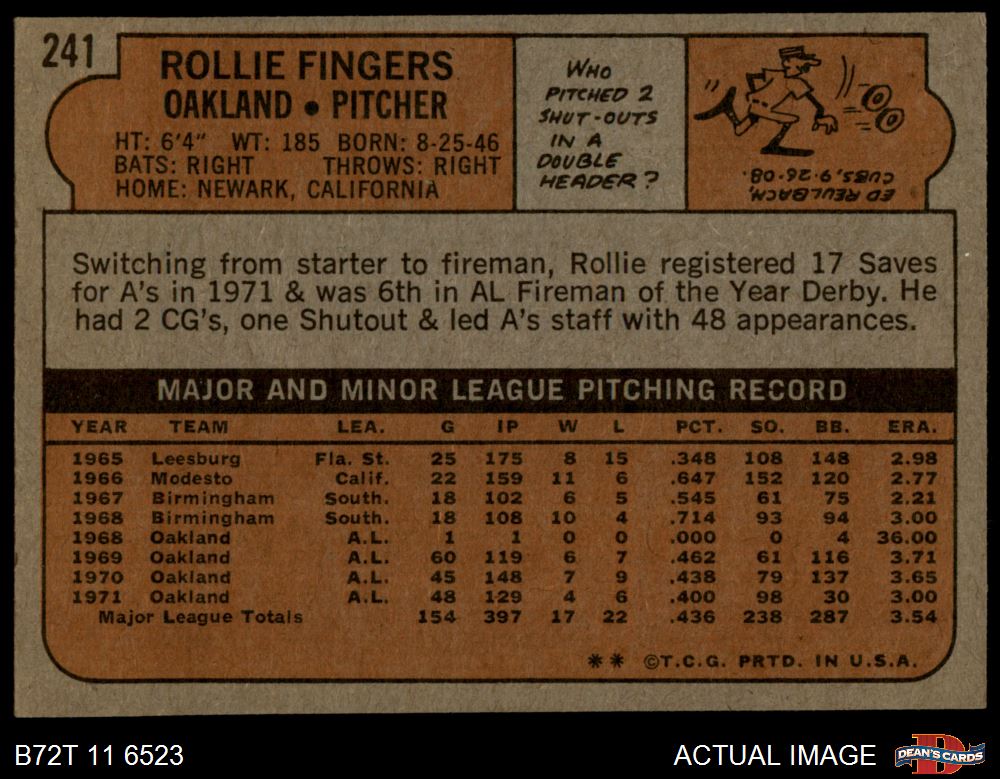 241
ROLLIE FINGERS
OAKLAND • PITCHER
HT: 6'4" WT: 185 BORN: 8-25-46
BATS: RIGHT THROWS: RIGHT
HOME: NEWARK, CALIFORNIA
WHO
PITCHED 2
SHUT-OUTS
IN A
DOUBLE
HEADER?
ED REULBACH,
CUBS, 9·26·08.
Switching from starter to fireman, Rollie registered 17 Saves
for A's in 1971 & was 6th in AL Fireman of the Year Derby. He
had 2 CG's, one Shutout & led A's staff with 48 appearances.
MAJOR AND MINOR LEAGUE PITCHING RECORD
YEAR TEAM LEA. G IP W L PCT. SO. BB. ERA.
1965 Leesburg Fla. St. 25 175 8 15 .348 108 148 2.98
1966 Modesto Calif. 22 159 11 6 .647 152 120 2.77
1967 Birmingham South. 18 102 6 5 .545 61 75 2.21
1968 Birmingham South. 18 108 10 4 .714 93 94 3.00
1968 Oakland A.L. 1 1 0 0 .000 0 4 36.00
1969 Oakland A.L. 60 119 6 7 .462 61 116 3.71
1970 Oakland A.L. 45 148 7 9 .438 79 137 3.65
1971 Oakland A.L. 48 129 4 6 .400 98 30 3.00
Major League Totals 154 397 17 22 .436 238 287 3.54
** ©T.C.G. PRTD. IN U.S.A.
B72T 11 6523
ACTUAL IMAGE
DEAN'S CARDS